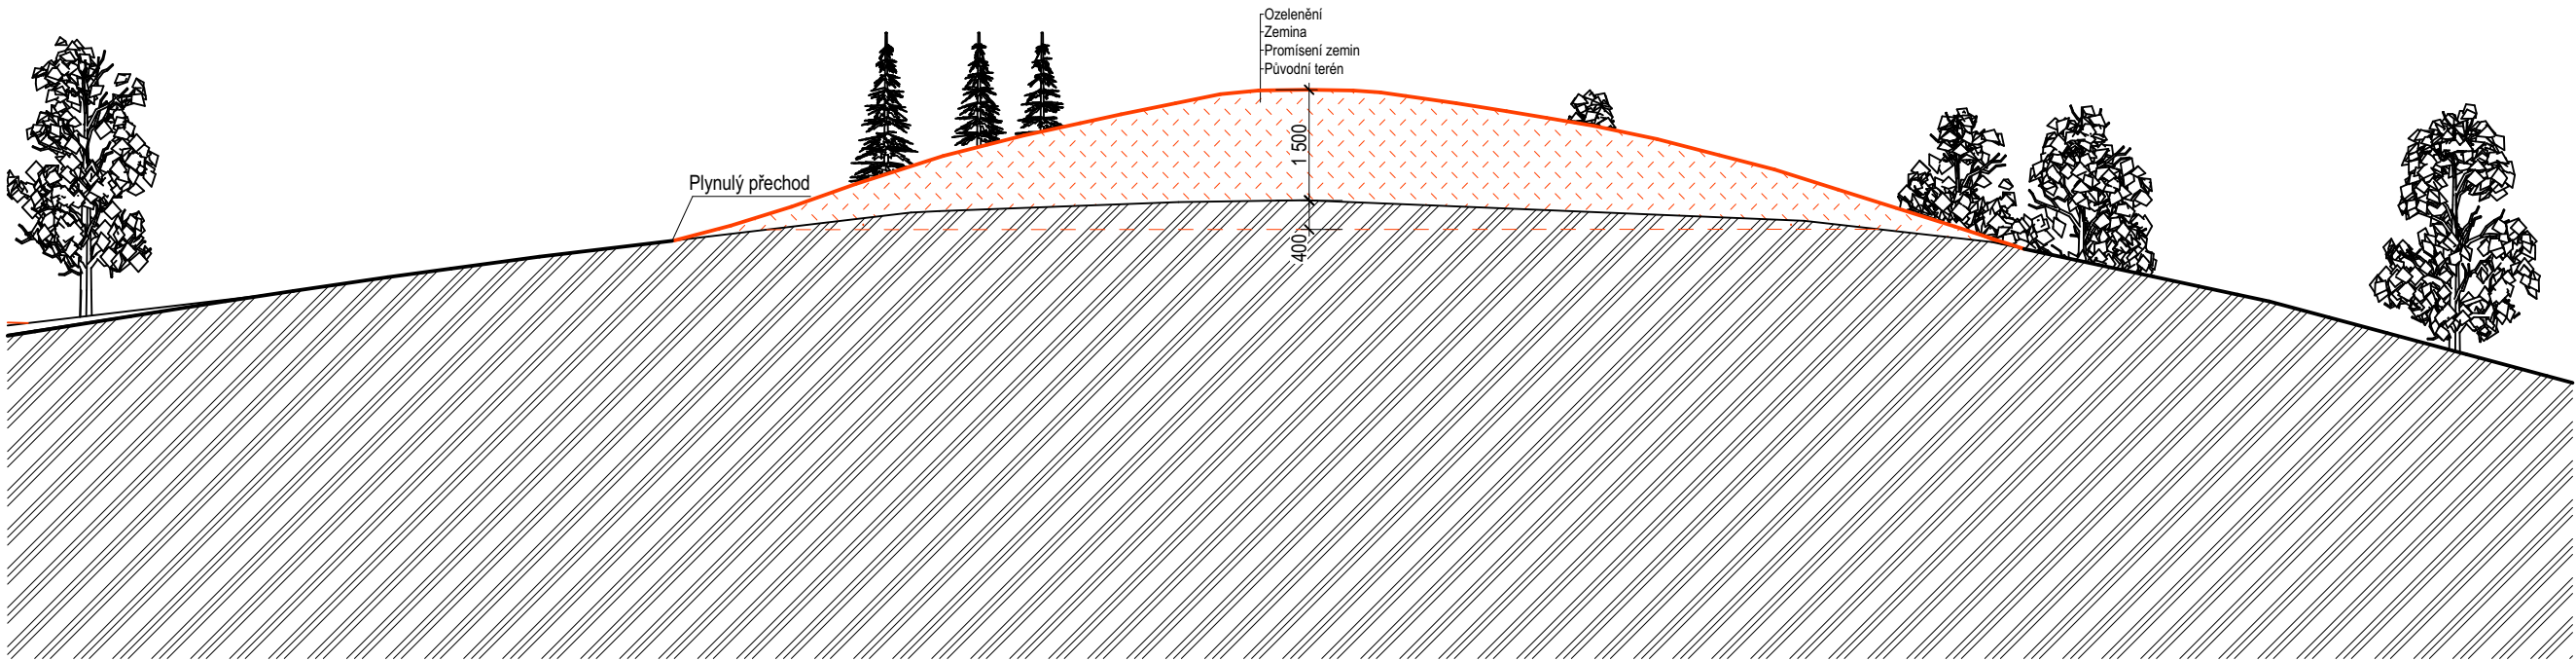 Ozelenění
Zemina
Promísení zemin
Původní terén
1 500
Plynulý přechod
400